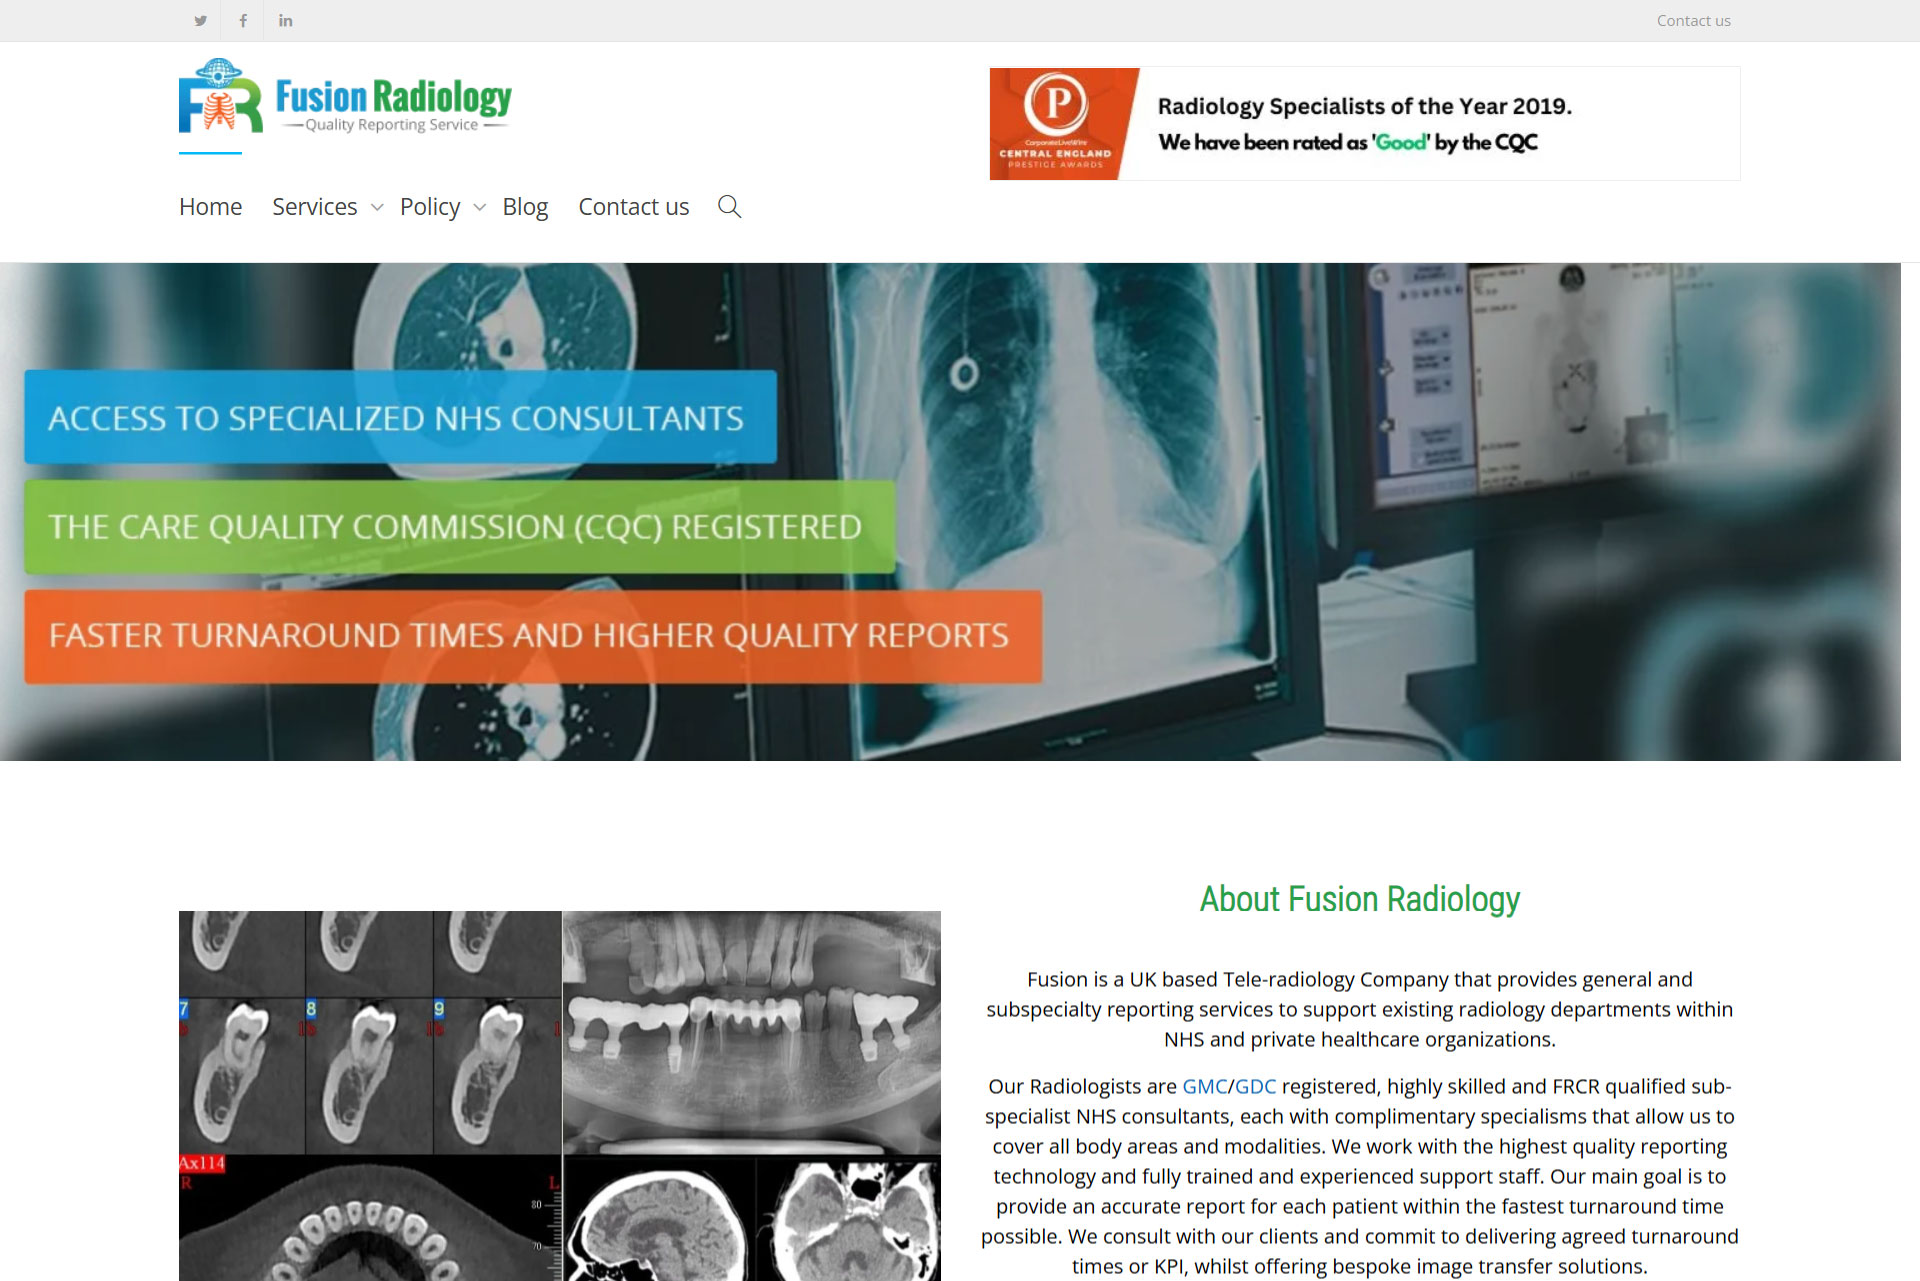 Contact us
FR
Fusion Radiology
Quality Reporting Service
P
CorporateLiveWire
CENTRAL ENGLAND
PRESTIGE AWARDS
Radiology Specialists of the Year 2019.
We have been rated as 'Good' by the CQC
Home Services Policy Blog Contact us
ACCESS TO SPECIALIZED NHS CONSULTANTS
THE CARE QUALITY COMMISSION (CQC) REGISTERED
FASTER TURNAROUND TIMES AND HIGHER QUALITY REPORTS
7 8 9
Ax114
R L
80
70
About Fusion Radiology
Fusion is a UK based Tele-radiology Company that provides general and
subspecialty reporting services to support existing radiology departments within
NHS and private healthcare organizations.
Our Radiologists are GMC/GDC registered, highly skilled and FRCR qualified sub-
specialist NHS consultants, each with complimentary specialisms that allow us to
cover all body areas and modalities. We work with the highest quality reporting
technology and fully trained and experienced support staff. Our main goal is to
provide an accurate report for each patient within the fastest turnaround time
possible. We consult with our clients and commit to delivering agreed turnaround
times or KPI, whilst offering bespoke image transfer solutions.